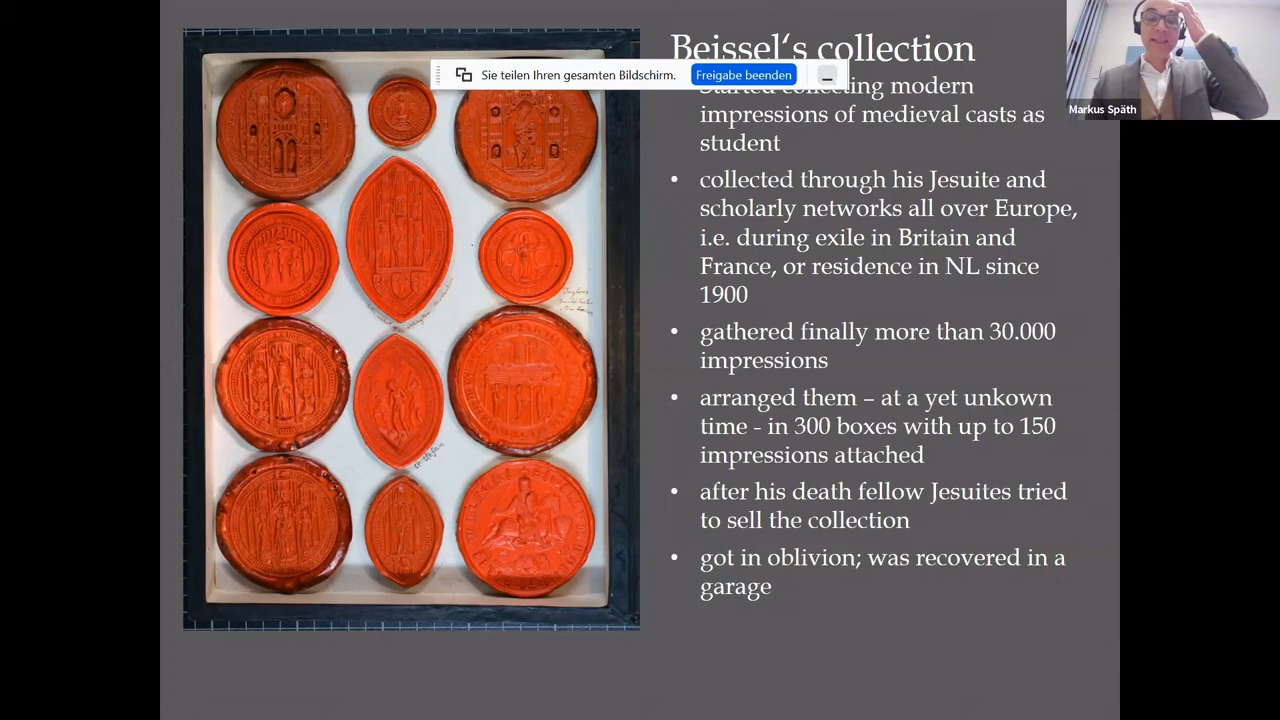 Beissel‘s collection
Sie teilen Ihren gesamten Bildschirm. Freigabe beenden
Markus Späth
Started collecting modern
impressions of medieval casts as
student
• collected through his Jesuite and
scholarly networks all over Europe,
i.e. during exile in Britain and
France, or residence in NL since
1900
• gathered finally more than 30.000
impressions
• arranged them – at a yet unkown
time - in 300 boxes with up to 150
impressions attached
• after his death fellow Jesuites tried
to sell the collection
• got in oblivion; was recovered in a
garage